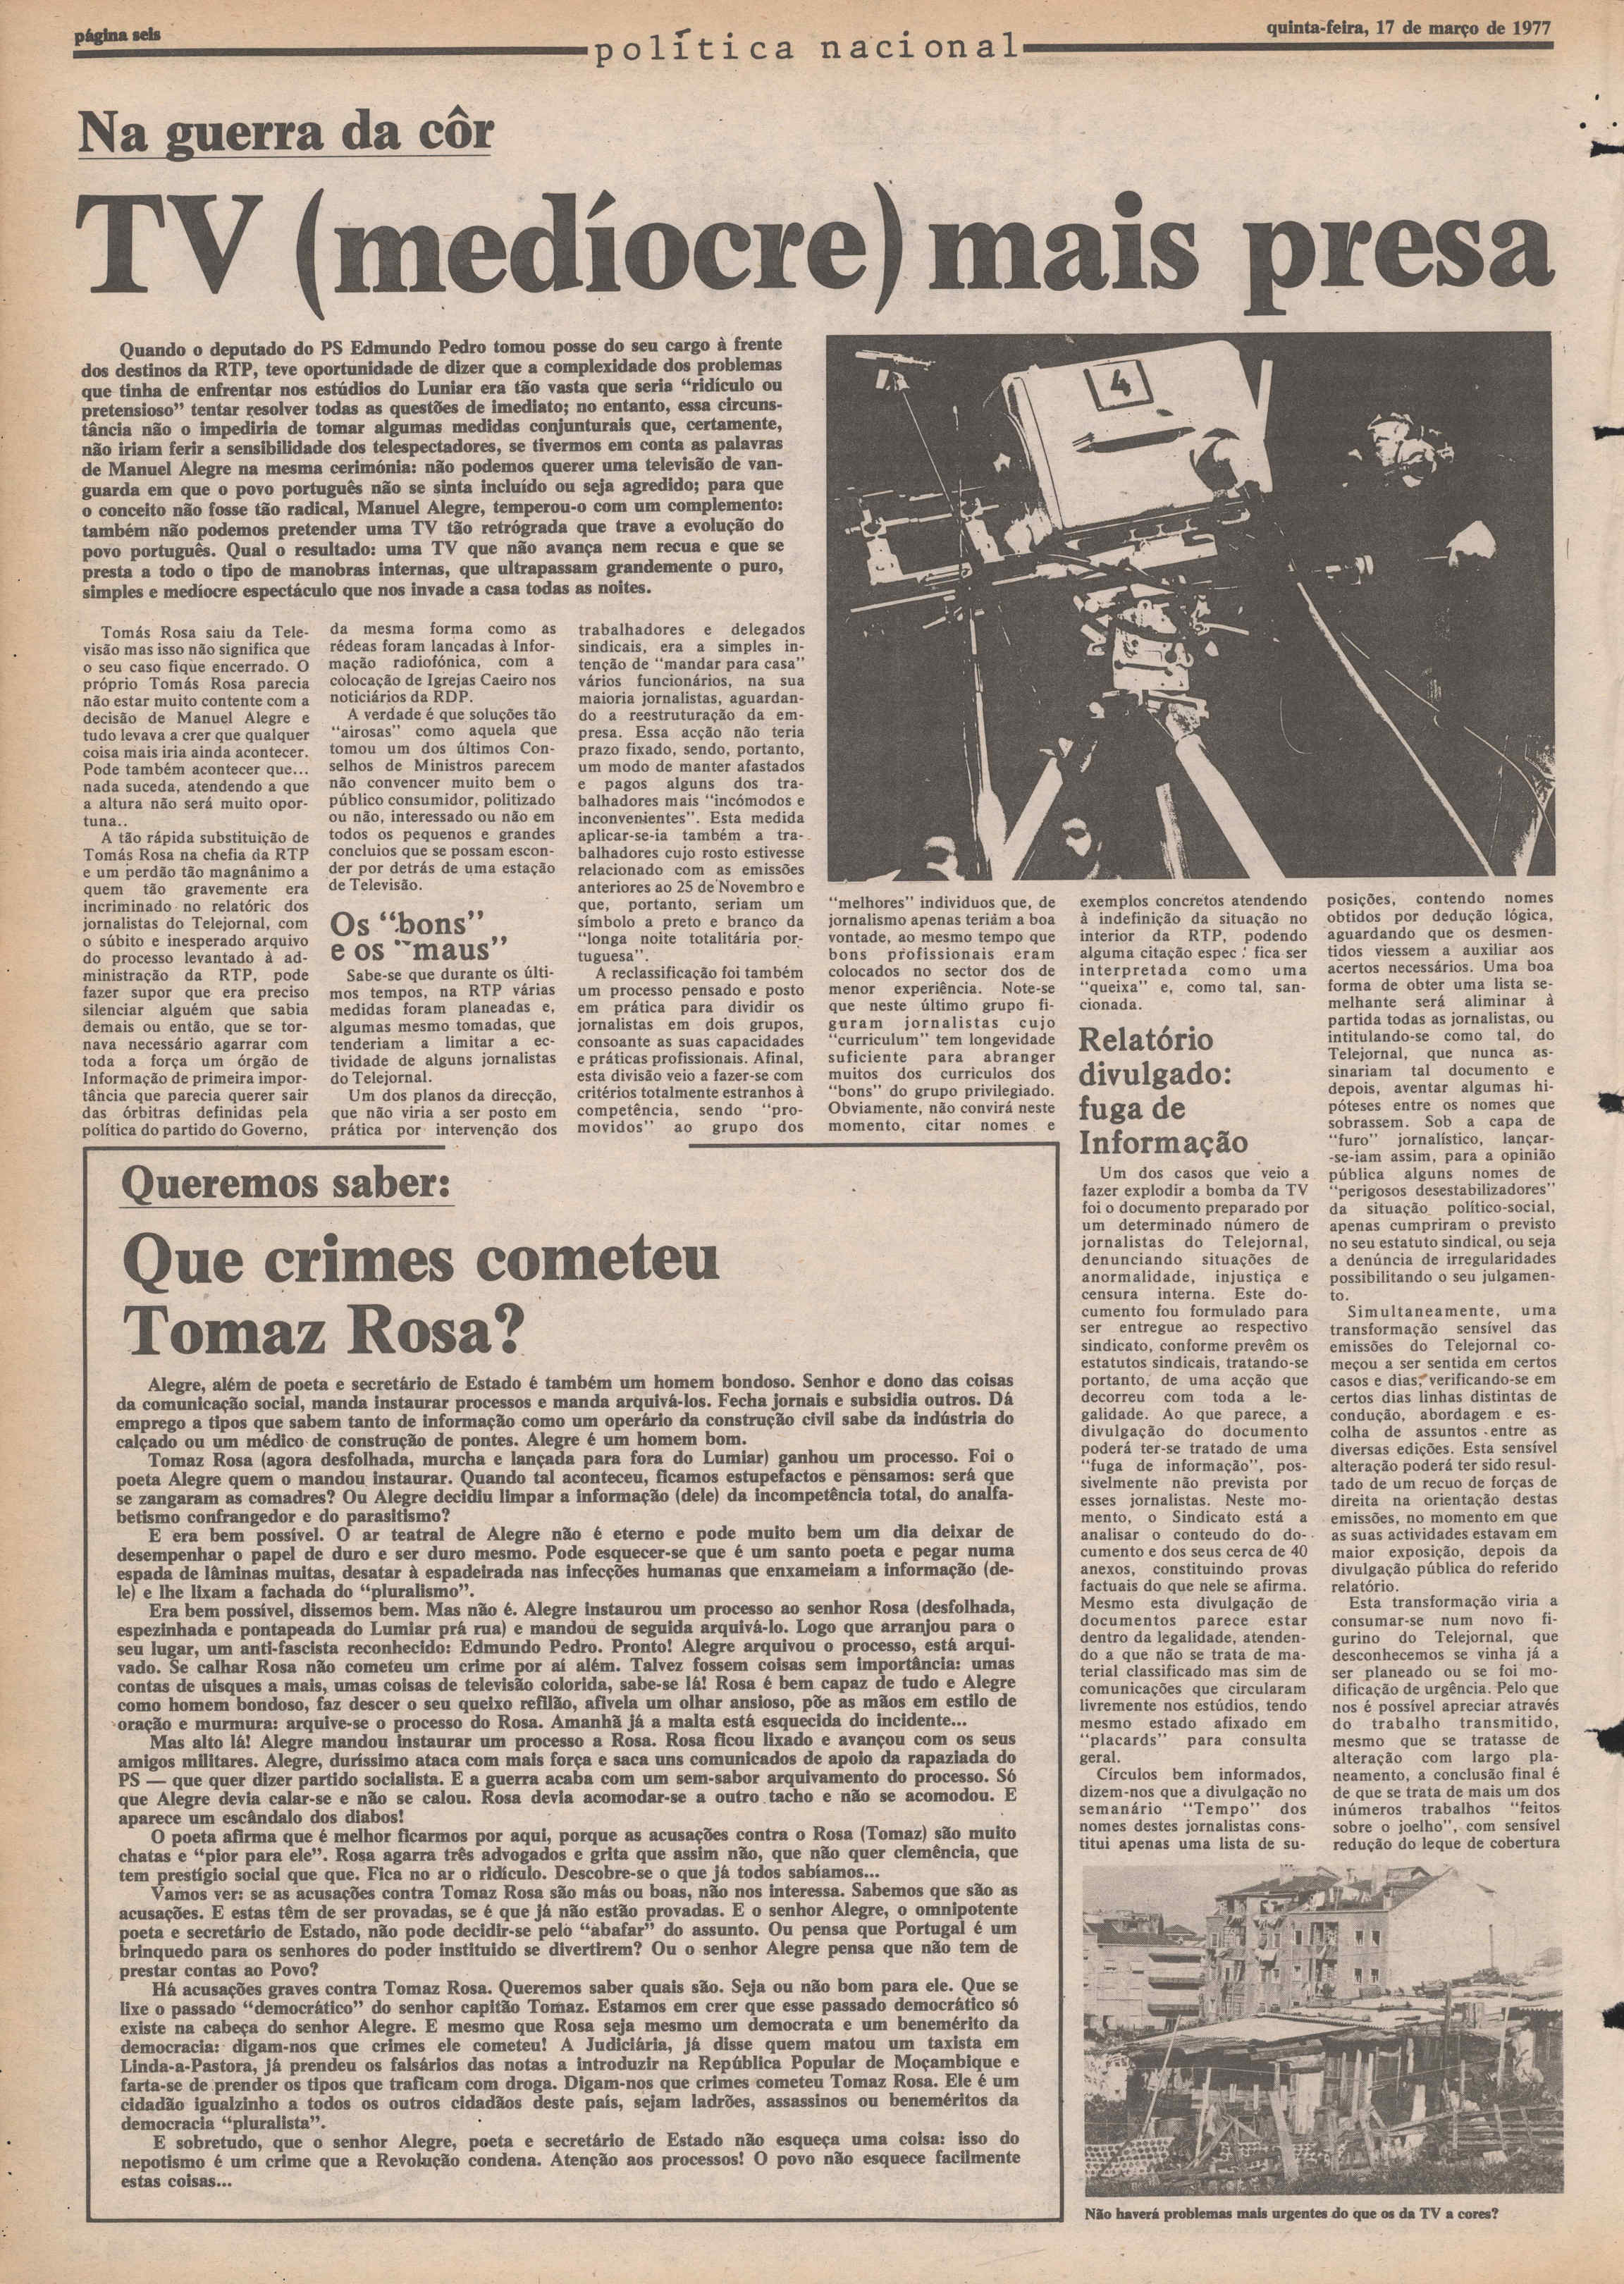 página seis
política nacional
quinta-feira, 17 de março de 1977
Na guerra da côr
TV (medíocre) mais presa
Quando o deputado do PS Edmundo Pedro tomou posse do seu cargo à frente
dos destinos da RTP, teve oportunidade de dizer que a complexidade dos problemas
que tinha de enfrentar nos estúdios do Luniar era tão vasta que seria “ridículo ou
pretensioso” tentar resolver todas as questões de imediato; no entanto, essa circuns-
tância não o impediria de tomar algumas medidas conjunturais que, certamente,
não iriam ferir a sensibilidade dos telespectadores, se tivermos em conta as palavras
de Manuel Alegre na mesma cerimónia: não podemos querer uma televisão de van-
guarda em que o povo português não se sinta incluído ou seja agredido; para que
o conceito não fosse tão radical, Manuel Alegre, temperou-o com um complemento:
também não podemos pretender uma TV tão retrógrada que trave a evolução do
povo português. Qual o resultado: uma TV que não avança nem recua e que se
presta a todo o tipo de manobras internas, que ultrapassam grandemente o puro,
simples e medíocre espectáculo que nos invade a casa todas as noites.
4
Tomás Rosa saiu da Tele-
visão mas isso não significa que
o seu caso fique encerrado. O
próprio Tomás Rosa parecia
não estar muito contente com a
decisão de Manuel Alegre e
tudo levava a crer que qualquer
coisa mais iria ainda acontecer.
Pode também acontecer que...
nada suceda, atendendo a que
a altura não será muito opor-
tuna..
A tão rápida substituição de
Tomás Rosa na chefia da RTP
e um perdão tão magnânimo a
quem tão gravemente era
incriminado no relatório dos
jornalistas do Telejornal, com
o súbito e inesperado arquivo
do processo levantado à ad-
ministração da RTP, pode
fazer supor que era preciso
silenciar alguém que sabia
demais ou então, que se tor-
nava necessário agarrar com
toda a força um órgão de
Informação de primeira impor-
tância que parecia querer sair
das órbitras definidas pela
política do partido do Governo,
da mesma forma como as
rédeas foram lançadas à Infor-
mação radiofónica, com a
colocação de Igrejas Caeiro nos
noticiários da RDP.
A verdade é que soluções tão
“airosas” como aquela que
tomou um dos últimos Con-
selhos de Ministros parecem
não convencer muito bem o
público consumidor, politizado
ou não, interessado ou não em
todos os pequenos e grandes
concluios que se possam escon-
der por detrás de uma estação
de Televisão.
Os “bons”
e os “maus”
Sabe-se que durante os últi-
mos tempos, na RTP várias
medidas foram planeadas e,
algumas mesmo tomadas, que
tenderiam a limitar a ec-
tividade de alguns jornalistas
do Telejornal.
Um dos planos da direcção,
que não viria a ser posto em
prática por intervenção dos
trabalhadores e delegados
sindicais, era a simples in-
tenção de “mandar para casa”
vários funcionários, na sua
maioria jornalistas, aguardan-
do a reestruturação da em-
presa. Essa acção não teria
prazo fixado, sendo, portanto,
um modo de manter afastados
e pagos alguns dos tra-
balhadores mais “incómodos e
inconvenientes”. Esta medida
aplicar-se-ia também a tra-
balhadores cujo rosto estivesse
relacionado com as emissões
anteriores ao 25 de Novembro e
que, portanto, seriam um
símbolo a preto e branco da
“longa noite totalitária por-
tuguesa”.
A reclassificação foi também
um processo pensado e posto
em prática para dividir os
jornalistas em dois grupos,
consoante as suas capacidades
e práticas profissionais. Afinal,
esta divisão veio a fazer-se com
critérios totalmente estranhos à
competência, sendo “pro-
movidos” ao grupo dos
“melhores” individuos que, de
jornalismo apenas teriám a boa
vontade, ao mesmo tempo que
bons profissionais eram
colocados no sector dos de
menor experiência. Note-se
que neste último grupo fi-
guram jornalistas cujo
“curriculum” tem longevidade
suficiente para abranger
muitos dos curriculos dos
“bons” do grupo privilegiado.
Obviamente, não convirá neste
momento, citar nomes e
exemplos concretos atendendo
à indefinição da situação no
interior da RTP, podendo
alguma citação espec fica ser
interpretada como uma
“queixa” e, como tal, san-
cionada.
Relatório
divulgado:
fuga de
Informação
Um dos casos que veio a
fazer explodir a bomba da TV
foi o documento preparado por
um determinado número de
jornalistas do Telejornal,
denunciando situações de
anormalidade, injustiça e
censura interna. Este do-
cumento fou formulado para
ser entregue ao respectivo
sindicato, conforme prevêm os
estatutos sindicais, tratando-se
portanto, de uma acção que
decorreu com toda a le-
galidade. Ao que parece, a
divulgação do documento
poderá ter-se tratado de uma
“fuga de informação”, pos-
sivelmente não prevista por
esses jornalistas. Neste mo-
mento, o Sindicato está a
analisar o conteudo do do-
cumento e dos seus cerca de 40
anexos, constituindo provas
factuais do que nele se afirma.
Mesmo esta divulgação de
documentos parece estar
dentro da legalidade, atenden-
do a que não se trata de ma-
terial classificado mas sim de
comunicações que circularam
livremente nos estúdios, tendo
mesmo estado afixado em
“placards” para consulta
geral.
Círculos bem informados,
dizem-nos que a divulgação no
semanário “Tempo” dos
nomes destes jornalistas cons-
titui apenas uma lista de su-
posições, contendo nomes
obtidos por dedução lógica,
aguardando que os desmen-
tidos viessem a auxiliar aos
acertos necessários. Uma boa
forma de obter uma lista se-
melhante será aliminar à
partida todas as jornalistas, ou
intitulando-se como tal, do
Telejornal, que nunca as-
sinariam tal documento e
depois, aventar algumas hi-
póteses entre os nomes que
sobrassem. Sob a capa de
“furo” jornalístico, lançar-
-se-iam assim, para a opinião
pública alguns nomes de
“perigosos desestabilizadores”
da situação político-social,
apenas cumpriram o previsto
no seu estatuto sindical, ou seja
a denúncia de irregularidades
possibilitando o seu julgamen-
to.
Simultaneamente, uma
transformação sensível das
emissões do Telejornal co-
meçou a ser sentida em certos
casos e dias, verificando-se em
certos dias linhas distintas de
condução, abordagem e es-
colha de assuntos entre as
diversas edições. Esta sensível
alteração poderá ter sido resul-
tado de um recuo de forças de
direita na orientação destas
emissões, no momento em que
as suas actividades estavam em
maior exposição, depois da
divulgação pública do referido
relatório.
Esta transformação viria a
consumar-se num novo fi-
gurino do Telejornal, que
desconhecemos se vinha já a
ser planeado ou se foi mo-
dificação de urgência. Pelo que
nos é possível apreciar através
do trabalho transmitido,
mesmo que se tratasse de
alteração com largo pla-
neamento, a conclusão final é
de que se trata de mais um dos
inúmeros trabalhos “feitos
sobre o joelho”, com sensível
redução do leque de cobertura
Queremos saber:
Que crimes cometeu
Tomaz Rosa?
Alegre, além de poeta e secretário de Estado é também um homem bondoso. Senhor e dono das coisas
da comunicação social, manda instaurar processos e manda arquivá-los. Fecha jornais e subsidia outros. Dá
emprego a tipos que sabem tanto de informação como um operário da construção civil sabe da indústria do
calçado ou um médico de construção de pontes. Alegre é um homem bom.
Tomaz Rosa (agora desfolhada, murcha e lançada para fora do Lumiar) ganhou um processo. Foi o
poeta Alegre quem o mandou instaurar. Quando tal aconteceu, ficamos estupefactos e pensamos: será que
se zangaram as comadres? Ou Alegre decidiu limpar a informação (dele) da incompetência total, do analfa-
betismo confrangedor e do parasitismo?
E era bem possível. O ar teatral de Alegre não é eterno e pode muito bem um dia deixar de
desempenhar o papel de duro e ser duro mesmo. Pode esquecer-se que é um santo poeta e pegar numa
espada de lâminas muitas, desatar à espadeirada nas infecções humanas que enxameiam a informação (de-
le) e lhe lixam a fachada do “pluralismo”.
Era bem possível, dissemos bem. Mas não é. Alegre instaurou um processo ao senhor Rosa (desfolhada,
espezinhada e pontapeada do Lumiar prá rua) e mandou de seguida arquivá-lo. Logo que arranjou para o
seu lugar, um anti-fascista reconhecido: Edmundo Pedro. Pronto! Alegre arquivou o processo, está arqui-
vado. Se calhar Rosa não cometeu um crime por aí além. Talvez fossem coisas sem importância: umas
contas de uisques a mais, umas coisas de televisão colorida, sabe-se lá! Rosa é bem capaz de tudo e Alegre
como homem bondoso, faz descer o seu queixo refilão, afivela um olhar ansioso, põe as mãos em estilo de
oração e murmura: arquive-se o processo do Rosa. Amanhã já a malta está esquecida do incidente...
Mas alto lá! Alegre mandou instaurar um processo a Rosa. Rosa ficou lixado e avançou com os seus
amigos militares. Alegre, duríssimo ataca com mais força e saca uns comunicados de apoio da rapaziada do
PS — que quer dizer partido socialista. E a guerra acaba com um sem-sabor arquivamento do processo. Só
que Alegre devia calar-se e não se calou. Rosa devia acomodar-se a outro tacho e não se acomodou. E
aparece um escândalo dos diabos!
O poeta afirma que é melhor ficarmos por aqui, porque as acusações contra o Rosa (Tomaz) são muito
chatas e “pior para ele”. Rosa agarra três advogados e grita que assim não, que não quer clemência, que
tem prestígio social que que. Fica no ar o ridículo. Descobre-se o que já todos sabíamos...
Vamos ver: se as acusações contra Tomaz Rosa são más ou boas, não nos interessa. Sabemos que são as
acusações. E estas têm de ser provadas, se é que já não estão provadas. E o senhor Alegre, o omnipotente
poeta e secretário de Estado, não pode decidir-se pelo “abafar” do assunto. Ou pensa que Portugal é um
brinquedo para os senhores do poder instituido se divertirem? Ou o senhor Alegre pensa que não tem de
prestar contas ao Povo?
Há acusações graves contra Tomaz Rosa. Queremos saber quais são. Seja ou não bom para ele. Que se
lixe o passado “democrático” do senhor capitão Tomaz. Estamos em crer que esse passado democrático só
existe na cabeça do senhor Alegre. E mesmo que Rosa seja mesmo um democrata e um benemérito da
democracia: digam-nos que crimes ele cometeu! A Judiciária, já disse quem matou um taxista em
Linda-a-Pastora, já prendeu os falsários das notas a introduzir na República Popular de Moçambique e
farta-se de prender os tipos que traficam com droga. Digam-nos que crimes cometeu Tomaz Rosa. Ele é um
cidadão igualzinho a todos os outros cidadãos deste país, sejam ladrões, assassinos ou beneméritos da
democracia “pluralista”.
E sobretudo, que o senhor Alegre, poeta e secretário de Estado não esqueça uma coisa: isso do
nepotismo é um crime que a Revolução condena. Atenção aos processos! O povo não esquece facilmente
estas coisas...
Não haverá problemas mais urgentes do que os da TV a cores?